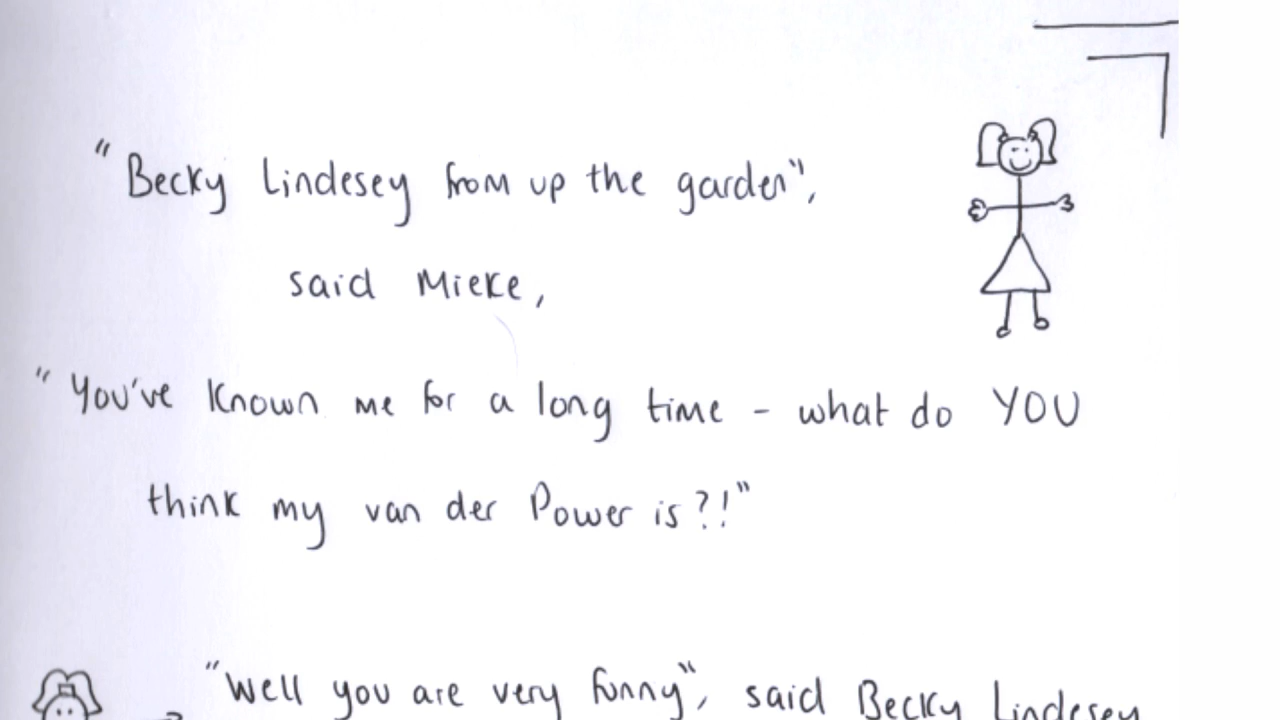 "Becky Lindesey from up the garden",
said Mieke,
"You've known me for a long time - what do YOU
think my van der Power is?!"
"Well you are very funny", said Becky Lindesey